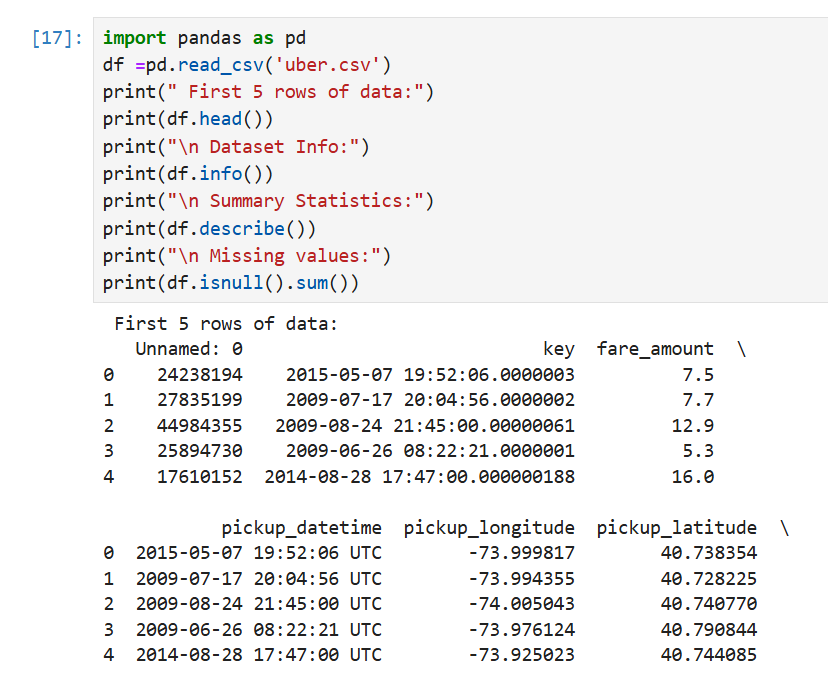 [17]: import pandas as pd
df =pd.read_csv('uber.csv')
print(" First 5 rows of data:")
print(df.head())
print("\n Dataset Info:")
print(df.info())
print("\n Summary Statistics:")
print(df.describe())
print("\n Missing values:")
print(df.isnull().sum())
 First 5 rows of data:
   Unnamed: 0                            key  fare_amount  \
0    24238194    2015-05-07 19:52:06.0000003          7.5
1    27835199    2009-07-17 20:04:56.0000002          7.7
2    44984355   2009-08-24 21:45:00.00000061         12.9
3    25894730    2009-06-26 08:22:21.0000001          5.3
4    17610152  2014-08-28 17:47:00.000000188         16.0
           pickup_datetime  pickup_longitude  pickup_latitude  \
0  2015-05-07 19:52:06 UTC        -73.999817        40.738354
1  2009-07-17 20:04:56 UTC        -73.994355        40.728225
2  2009-08-24 21:45:00 UTC        -74.005043        40.740770
3  2009-06-26 08:22:21 UTC        -73.976124        40.790844
4  2014-08-28 17:47:00 UTC        -73.925023        40.744085